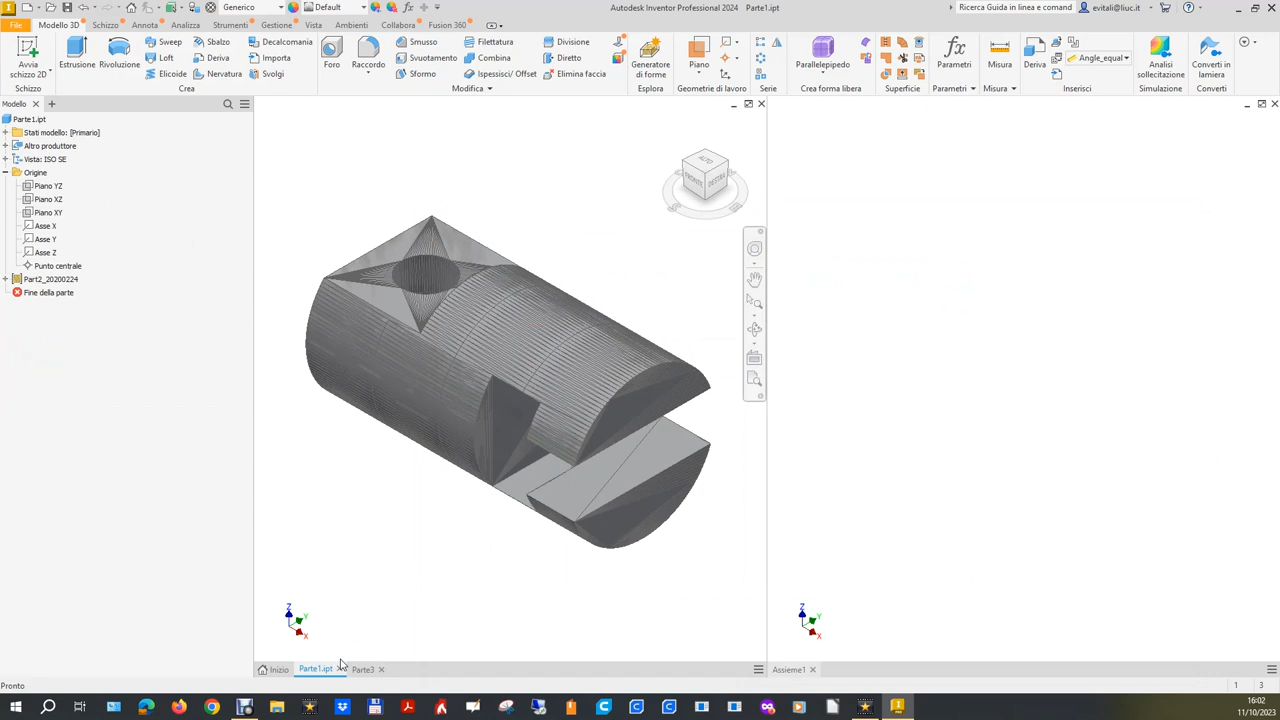 Generico
Default
Autodesk Inventor Professional 2024 Parte1.ipt
Ricerca Guida in linea e comand
evitali@liuc.it
File Modello 3D Schizzo Annota Analizza Strumenti Gestione Vista Ambienti Collabora Fusion 360
Avvia
schizzo 2D
Estrusione
Rivoluzione
Sweep
Sbalzo
Decalcomania
Loft
Deriva
Importa
Elicoide
Nervatura
Svolgi
Foro
Raccordo
Smusso
Svuotamento
Sformo
Filettatura
Combina
Ispessisci/ Offset
Divisione
Diretto
Elimina faccia
Generatore
di forme
Piano
Parallelepipedo
fx
Parametri
Misura
Deriva
Angle_equal
Analisi
sollecitazione
Converti in
lamiera
Schizzo Crea Modifica Esplora Geometria di lavoro Crea forma libera Superficie Parametri Misura Inserisci Simulazione Converti
Modello
Parte1.ipt
Stati modello: [Primario]
Altro produttore
Vista: ISO SE
Origine
Piano YZ
Piano XZ
Piano XY
Asse X
Asse Y
Asse Z
Punto centrale
Part2_20200224
Fine della parte
ALTO
FRONTE
DESTRA
Z
Y
X
Z
Y
X
Inizio Parte1.ipt Parte3
Assieme1
Pronto
1 3
16:02
11/10/2023